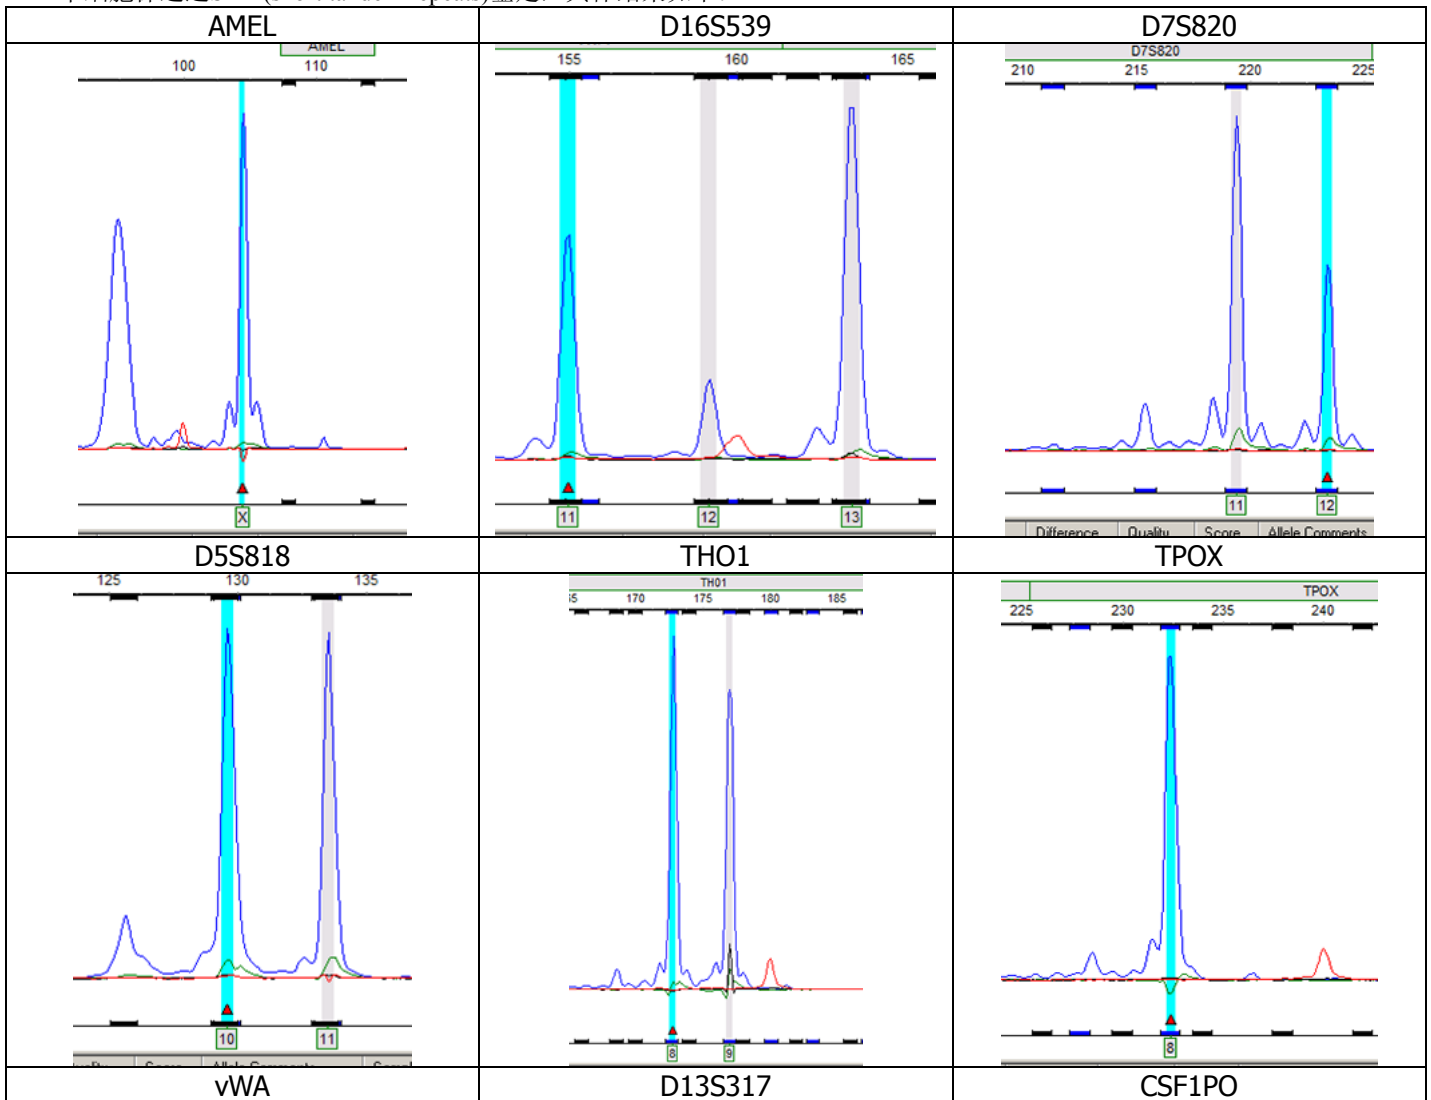 AMEL
D16S539
D7S820
AMEL
100 110
155 160 165
D7S820
210 215 220 225
X
11 12 13
11 12
Difference Quality Score Allele Comments
D5S818
THO1
TPOX
125 130 135
TH01
170 175 180 185
TPOX
225 230 235 240
10 11
8 9
8
vWA
D13S317
CSF1PO